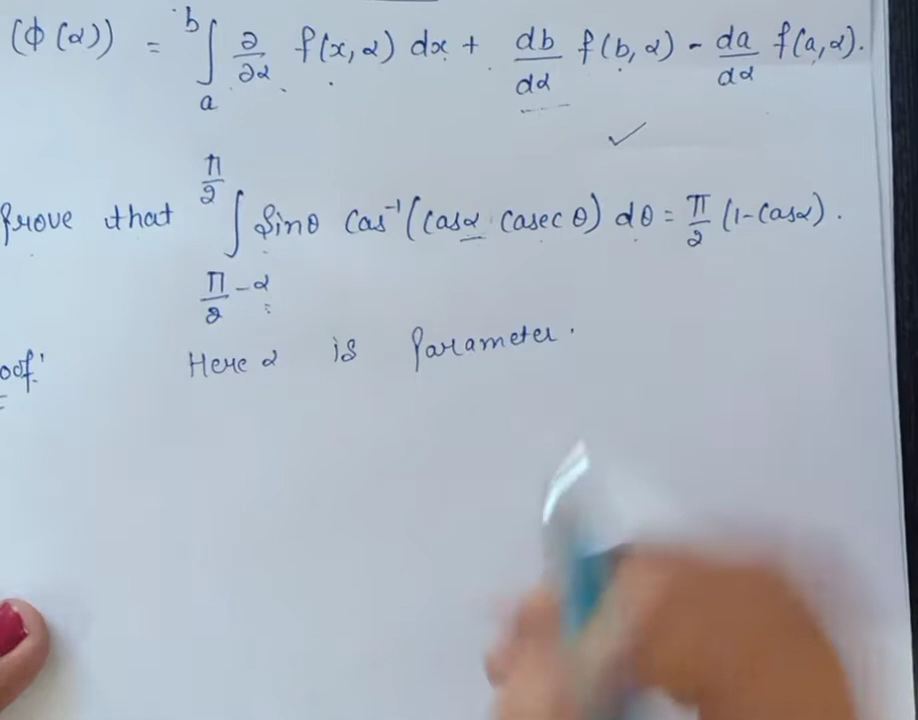 (ϕ(α)) = ∫_a^b ∂/∂α f(x,α) dx + db/dα f(b,α) - da/dα f(a,α).
Prove that ∫_{π/2 - α}^{π/2} Sinθ Cos⁻¹(Cosα Cosec θ) dθ = π/2 (1-Cosα).
oof: Here α is Parameter.